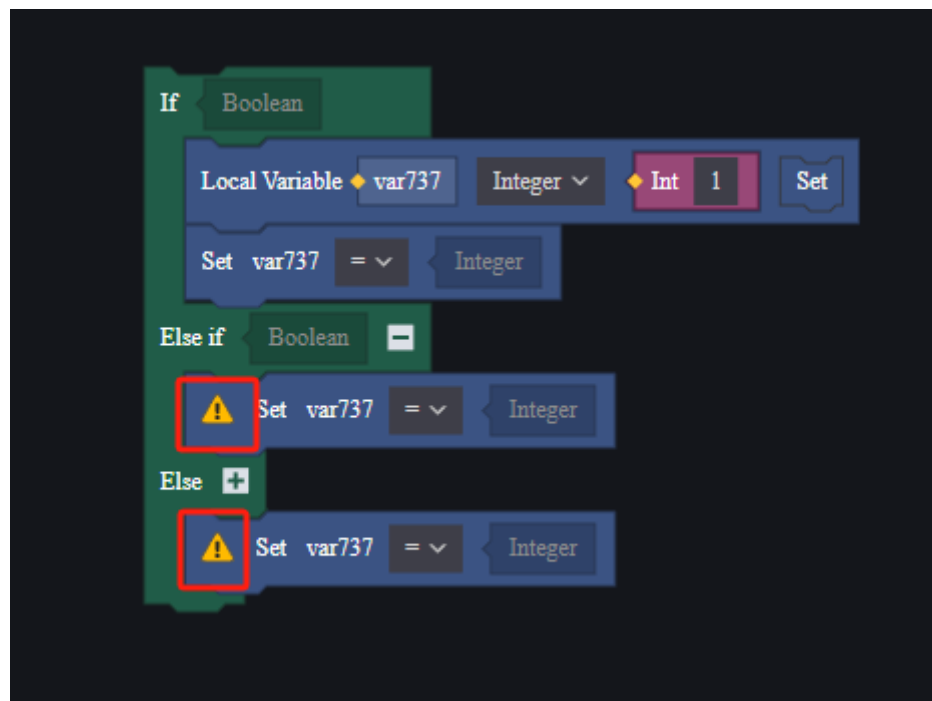 If Boolean
Local Variable var737 Integer Int 1 Set
Set var737 = Integer
Else if Boolean
Set var737 = Integer
Else
Set var737 = Integer